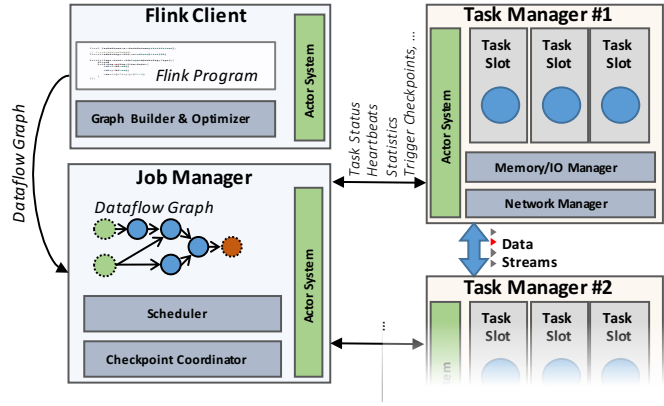 Flink Client
Flink Program
Graph Builder & Optimizer
Actor System
Dataflow Graph
Job Manager
Dataflow Graph
Scheduler
Checkpoint Coordinator
Actor System
Task Status
Heartbeats
Statistics
Trigger Checkpoints, ...
...
Task Manager #1
Actor System
Task
Slot
Task
Slot
Task
Slot
Memory/IO Manager
Network Manager
Data
Streams
Task Manager #2
Task
Slot
Task
Slot
Task
Slot